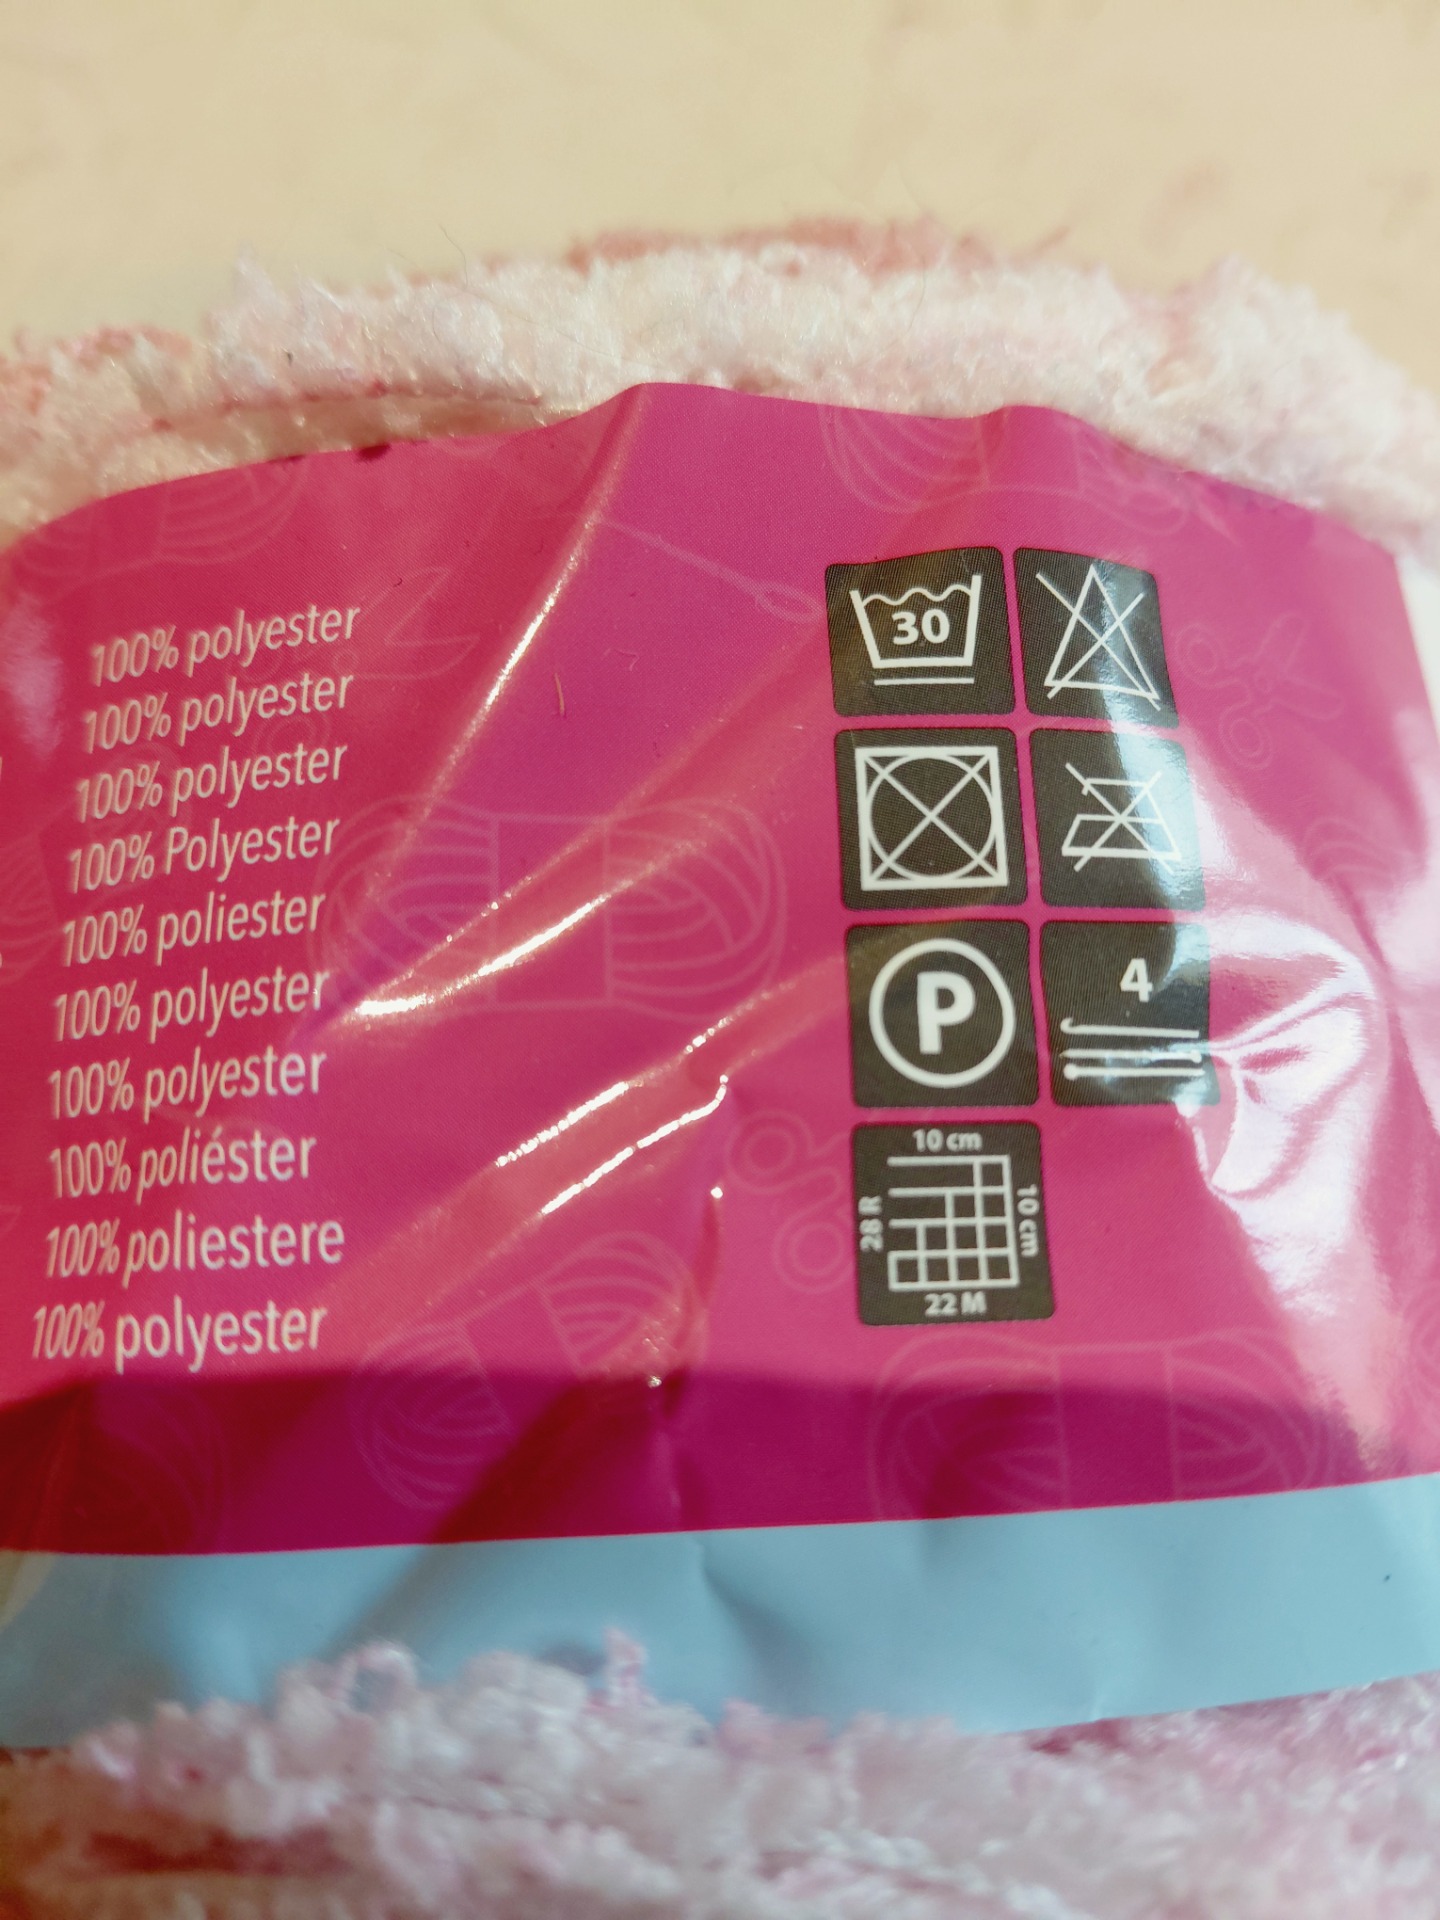 100% polyester
100% polyester
100% polyester
100% Polyester
100% poliester
100% polyester
100% polyester
100% poliéster
100% poliestere
100% polyester
30
P
4
10 cm
28 R
10 cm
22 M